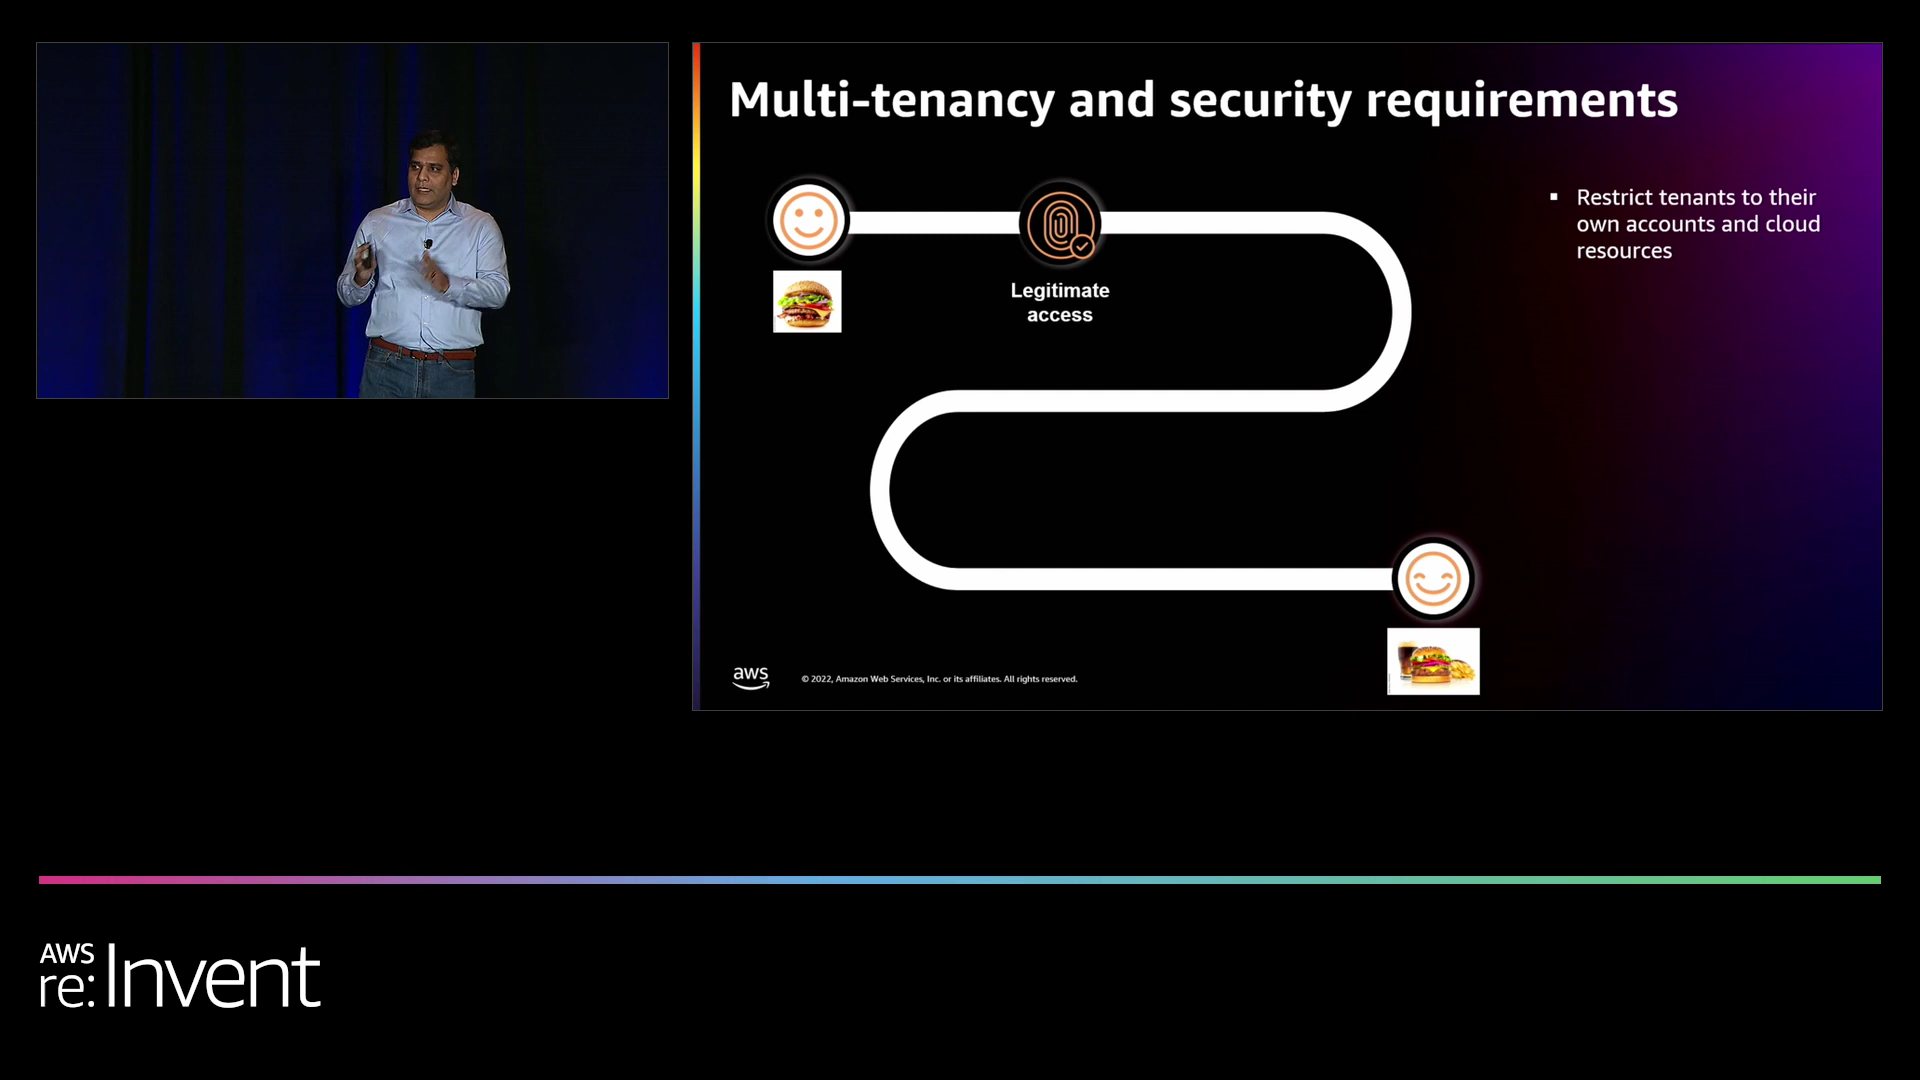 Multi-tenancy and security requirements
Legitimate
access
▪ Restrict tenants to their
own accounts and cloud
resources
aws
© 2022, Amazon Web Services, Inc. or its affiliates. All rights reserved.
AWS
re:Invent